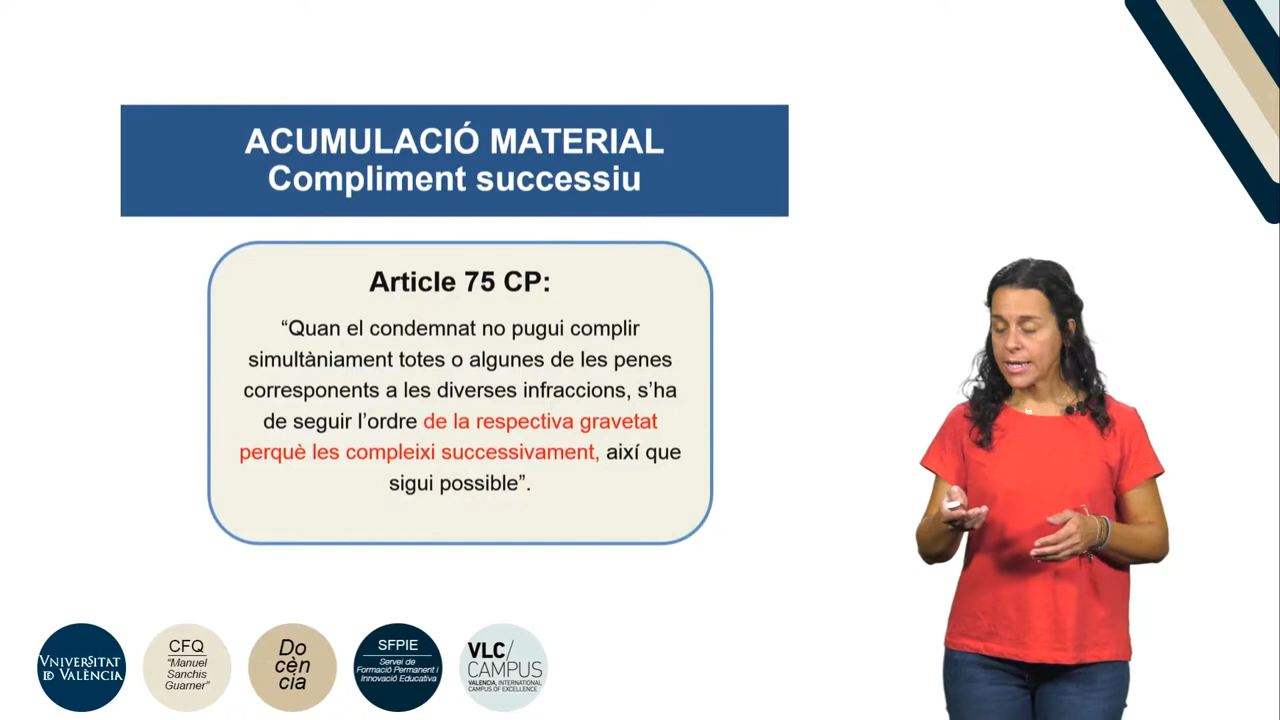 ACUMULACIÓ MATERIAL
Compliment successiu
Article 75 CP:
“Quan el condemnat no pugui complir
simultàniament totes o algunes de les penes
corresponents a les diverses infraccions, s’ha
de seguir l’ordre de la respectiva gravetat
perquè les compleixi successivament, així que
sigui possible”.
VNIVERSITAT
ID VALÈNCIA
CFQ
“Manuel
Sanchis
Guarner”
Do
cèn
cia
SFPIE
Servei de
Formació Permanent i
Innovació Educativa
VLC/
CAMPUS
VALENCIA, INTERNATIONAL
CAMPUS OF EXCELLENCE